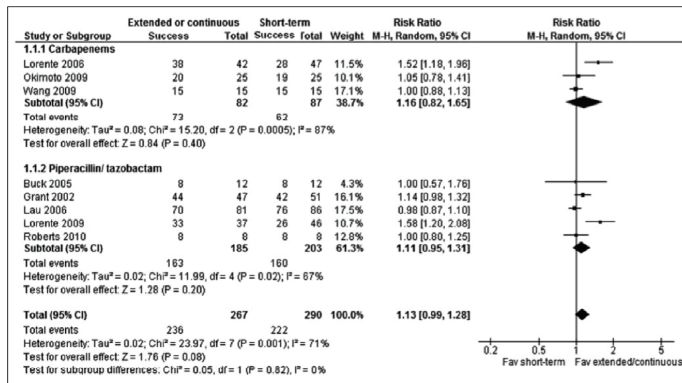 Extended or continuous Short-term Risk Ratio Risk Ratio
Study or Subgroup Success Total Success Total Weight M-H, Random, 95% CI M-H, Random, 95% CI
1.1.1 Carbapenems
Lorente 2006 38 42 28 47 11.5% 1.52 [1.18, 1.96]
Okimoto 2009 20 25 19 25 10.1% 1.05 [0.78, 1.41]
Wang 2009 15 15 15 15 17.1% 1.00 [0.88, 1.13]
Subtotal (95% CI) 82 87 38.7% 1.16 [0.82, 1.65]
Total events 73 62
Heterogeneity: Tau² = 0.08; Chi² = 15.20, df = 2 (P = 0.0005); I² = 87%
Test for overall effect: Z = 0.84 (P = 0.40)
1.1.2 Piperacillin/ tazobactam
Buck 2005 8 12 8 12 4.3% 1.00 [0.57, 1.76]
Grant 2002 44 47 42 51 16.1% 1.14 [0.98, 1.32]
Lau 2006 70 81 76 86 17.5% 0.98 [0.87, 1.10]
Lorente 2009 33 37 26 46 10.5% 1.58 [1.20, 2.08]
Roberts 2010 8 8 8 8 12.8% 1.00 [0.80, 1.25]
Subtotal (95% CI) 185 203 61.3% 1.11 [0.95, 1.31]
Total events 163 160
Heterogeneity: Tau² = 0.02; Chi² = 11.99, df = 4 (P = 0.02); I² = 67%
Test for overall effect: Z = 1.28 (P = 0.20)
Total (95% CI) 267 290 100.0% 1.13 [0.99, 1.28]
Total events 236 222
Heterogeneity: Tau² = 0.02; Chi² = 23.97, df = 7 (P = 0.001); I² = 71%
Test for overall effect: Z = 1.76 (P = 0.08)
Test for subgroup differences: Chi² = 0.05, df = 1 (P = 0.82), I² = 0%
0.2 0.5 1 2 5
Fav short-term Fav extended/continuous